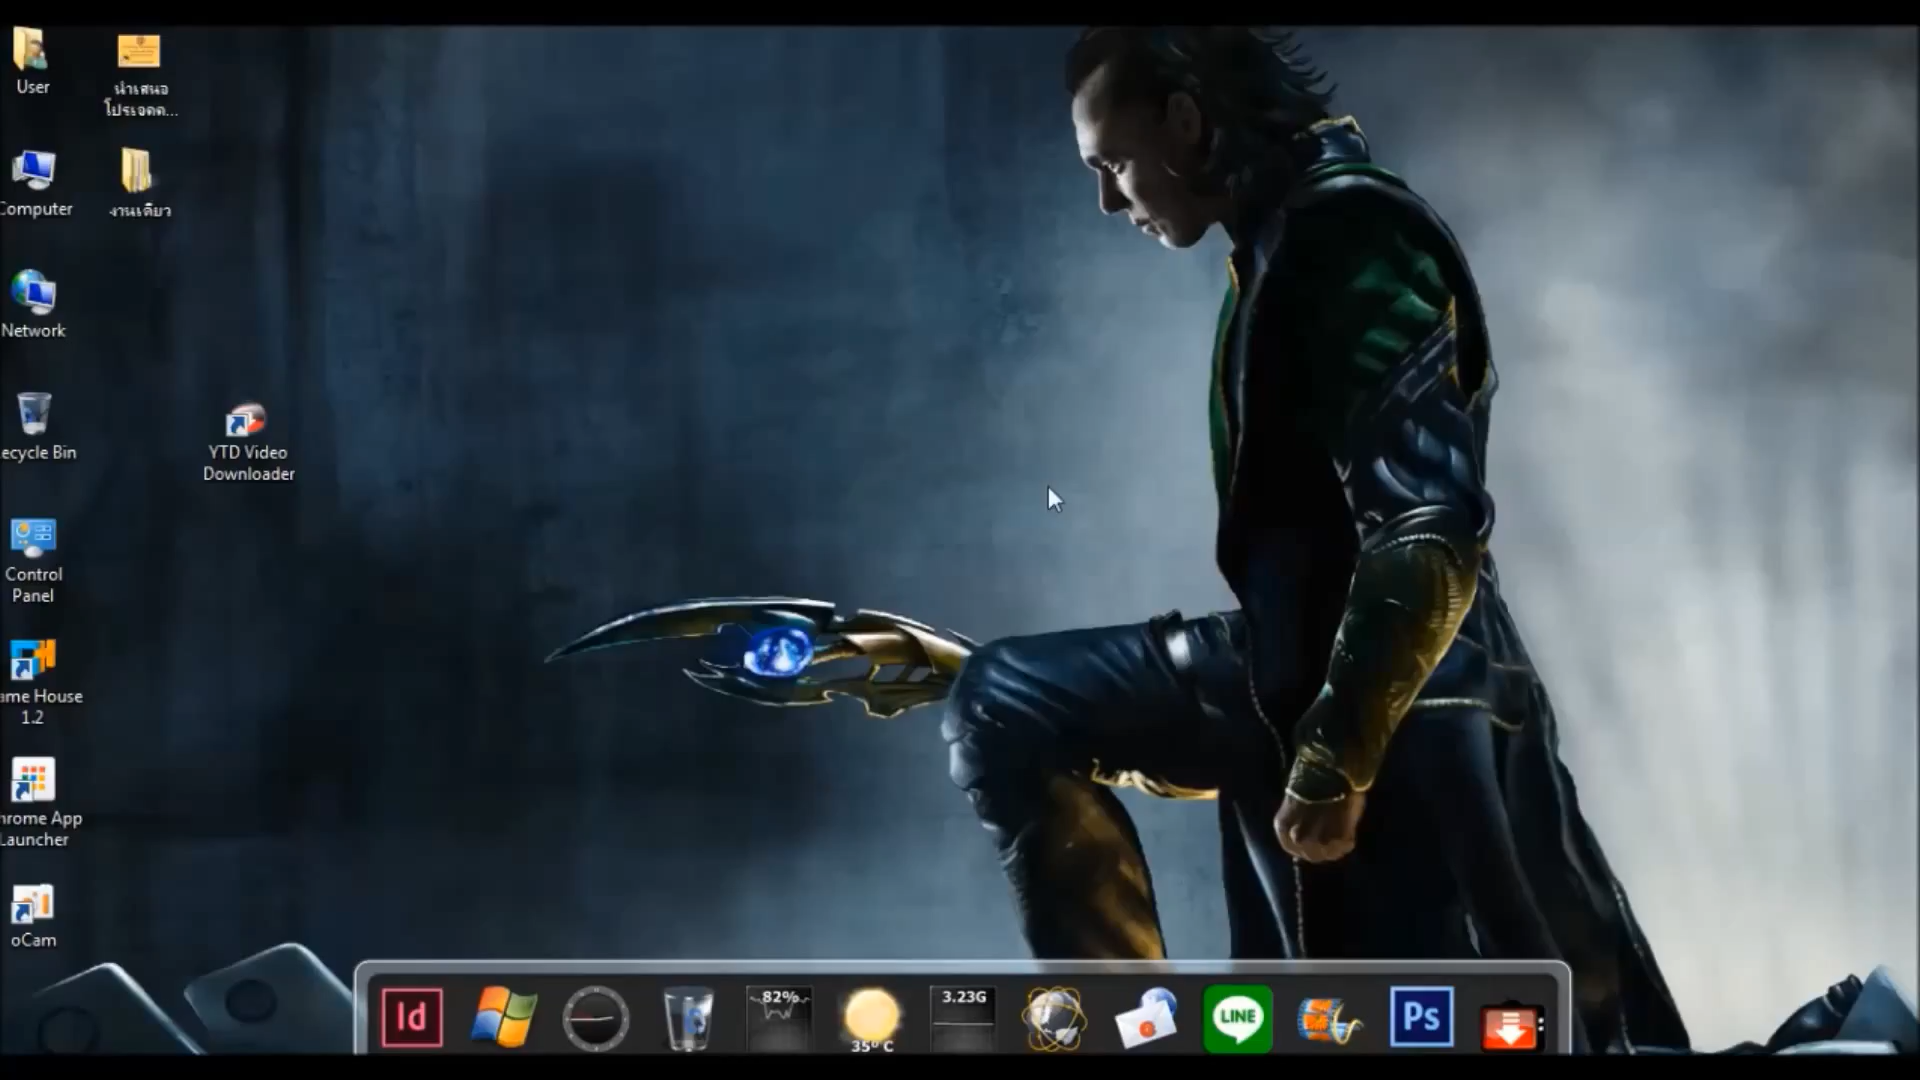 User
นำเสนอ
โปรเจคต...
Computer
งานเดียว
Network
ecycle Bin
YTD Video
Downloader
Control
Panel
ame House
1.2
hrome App
Launcher
oCam
Id
82%
35° C
3.23G
LINE
Ps